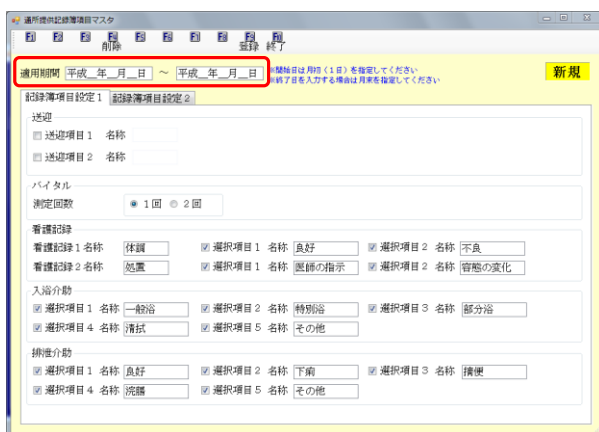 通所提供記録簿項目マスタ
F1 F2 F3 F4 F5 F6 F7 F8 F9 F10
削除 登録 終了
適用期間 平成__年__月__日 ～ 平成__年__月__日 ※開始日は月初（1日）を指定してください 新規
※終了日を入力する場合は月末を指定してください
記録簿項目設定1 記録簿項目設定2
送迎
送迎項目1 名称
送迎項目2 名称
バイタル
測定回数 1回 2回
看護記録
看護記録1名称 体調 選択項目1 名称 良好 選択項目2 名称 不良
看護記録2名称 処置 選択項目1 名称 医師の指示 選択項目2 名称 容態の変化
入浴介助
選択項目1 名称 一般浴 選択項目2 名称 特別浴 選択項目3 名称 部分浴
選択項目4 名称 清拭 選択項目5 名称 その他
排泄介助
選択項目1 名称 良好 選択項目2 名称 下痢 選択項目3 名称 摘便
選択項目4 名称 浣腸 選択項目5 名称 その他